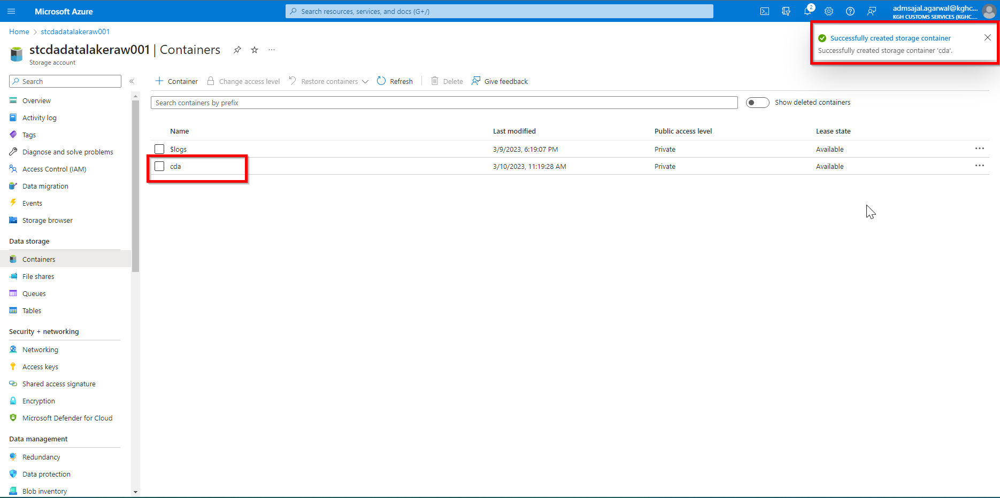 Microsoft Azure
Search resources, services, and docs (G+/)
2
admsajal.agarwal@kghc...
KGH CUSTOMS SERVICES (KGHC....
Home > stcdadatalakeraw001
stcdadatalakeraw001 | Containers
Storage account
Successfully created storage container
Successfully created storage container 'cda'.
Search
Container
Change access level
Restore containers
Refresh
Delete
Give feedback
Search containers by prefix
Show deleted containers
Name Last modified Public access level Lease state
$logs 3/9/2023, 6:19:07 PM Private Available
cda 3/10/2023, 11:19:28 AM Private Available
Overview
Activity log
Tags
Diagnose and solve problems
Access Control (IAM)
Data migration
Events
Storage browser
Data storage
Containers
File shares
Queues
Tables
Security + networking
Networking
Access keys
Shared access signature
Encryption
Microsoft Defender for Cloud
Data management
Redundancy
Data protection
Blob inventory